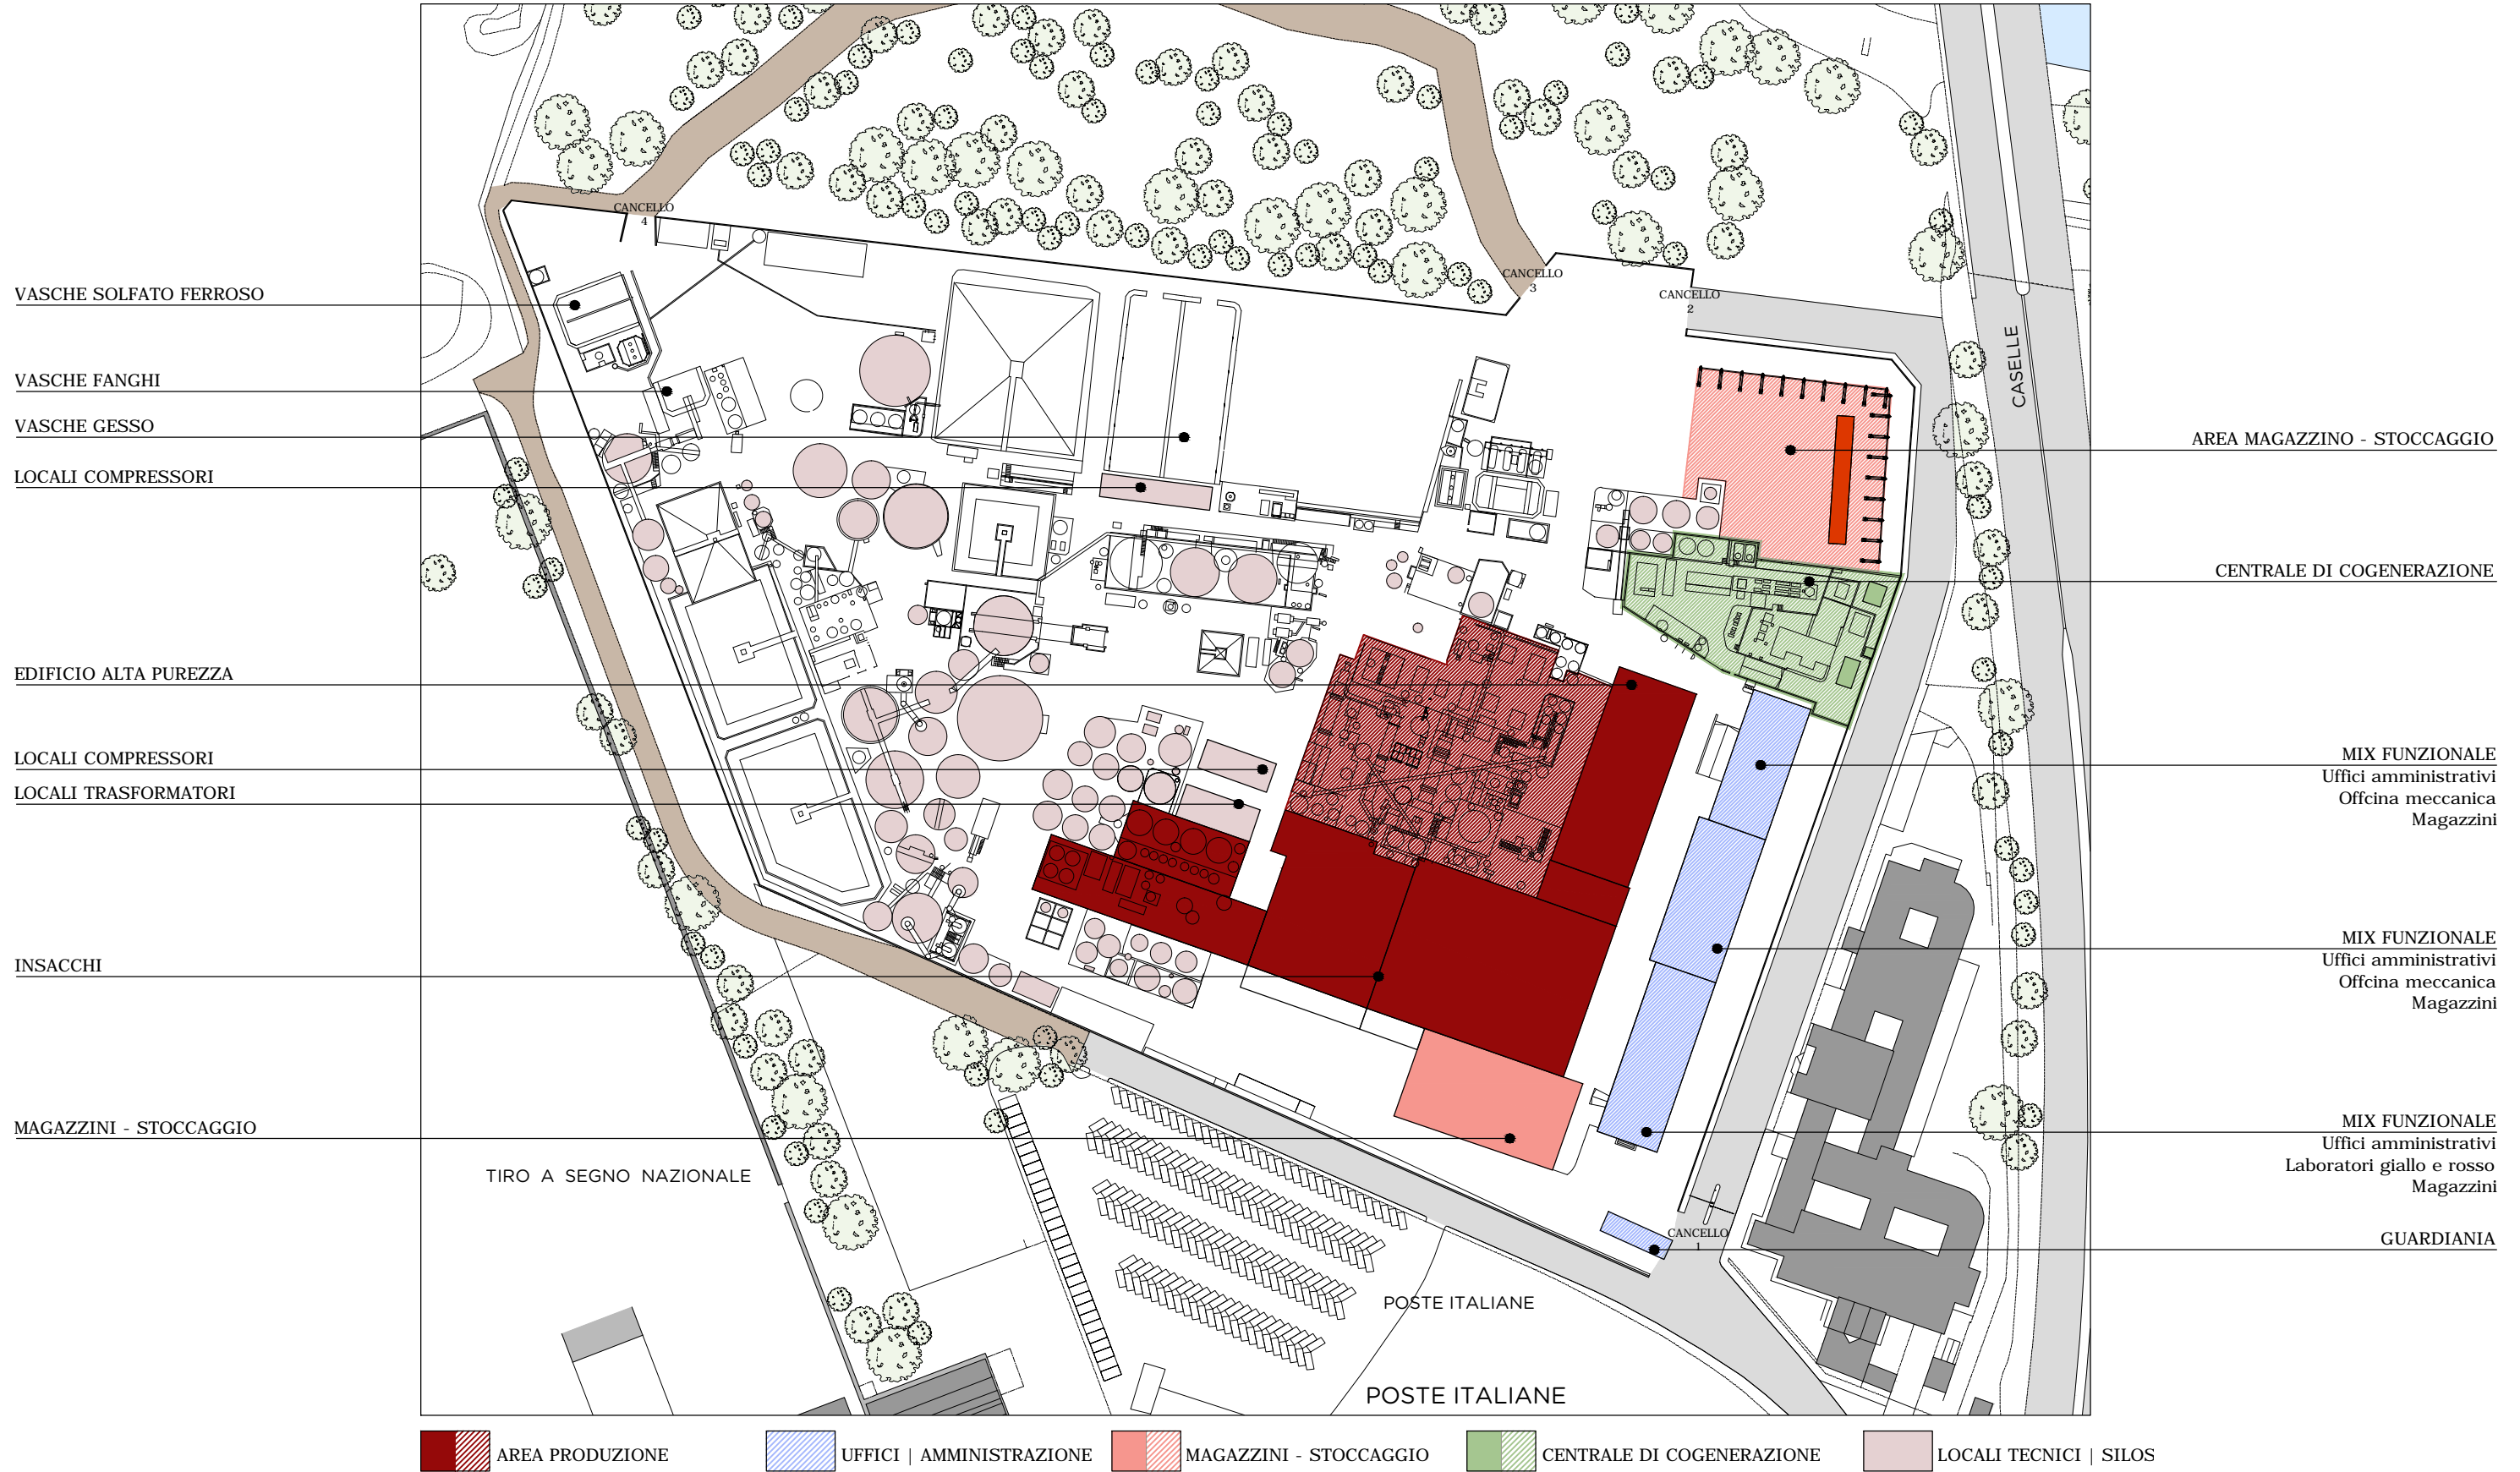 CANCELLO
4
CANCELLO
3
CANCELLO
2
CASELLE
VASCHE SOLFATO FERROSO
VASCHE FANGHI
VASCHE GESSO
LOCALI COMPRESSORI
EDIFICIO ALTA PUREZZA
LOCALI COMPRESSORI
LOCALI TRASFORMATORI
INSACCHI
MAGAZZINI - STOCCAGGIO
AREA MAGAZZINO - STOCCAGGIO
CENTRALE DI COGENERAZIONE
MIX FUNZIONALE
Uffici amministrativi
Offcina meccanica
Magazzini
MIX FUNZIONALE
Uffici amministrativi
Offcina meccanica
Magazzini
MIX FUNZIONALE
Uffici amministrativi
Laboratori giallo e rosso
Magazzini
GUARDIANIA
CANCELLO
1
TIRO A SEGNO NAZIONALE
POSTE ITALIANE
POSTE ITALIANE
AREA PRODUZIONE
UFFICI | AMMINISTRAZIONE
MAGAZZINI - STOCCAGGIO
CENTRALE DI COGENERAZIONE
LOCALI TECNICI | SILOS